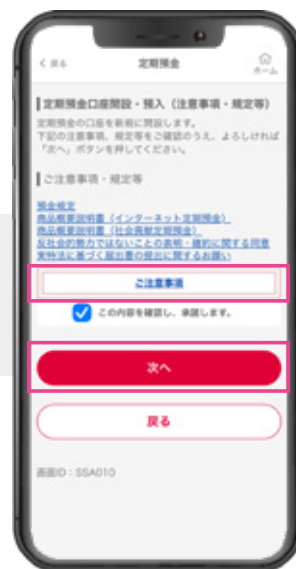 < 戻る 定期預金 ホーム
定期預金口座開設・預入（注意事項・規定等）
定期預金の口座を新規に開設します。
下記の注意事項、規定等をご確認のうえ、よろしければ
「次へ」ボタンを押してください。
ご注意事項・規定等
預金規定
商品概要説明書（インターネット定期預金）
商品概要説明書（社会貢献定期預金）
反社会的勢力ではないことの表明・確約に関する同意
実特法に基づく届出書の提出に関するお願い
ご注意事項
この内容を確認し、承諾します。
次へ
戻る
画面ID：SSA010